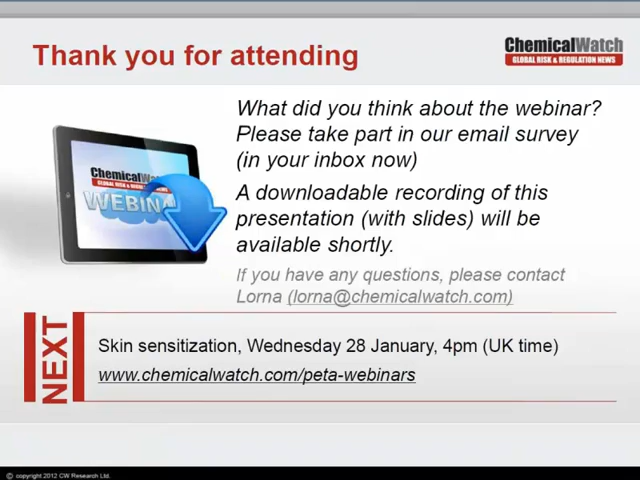 Thank you for attending
ChemicalWatch
GLOBAL RISK & REGULATION NEWS
What did you think about the webinar?
Please take part in our email survey
(in your inbox now)
A downloadable recording of this
presentation (with slides) will be
available shortly.
If you have any questions, please contact
Lorna (lorna@chemicalwatch.com)
NEXT
Skin sensitization, Wednesday 28 January, 4pm (UK time)
www.chemicalwatch.com/peta-webinars
© copyright 2012 CW Research Ltd.